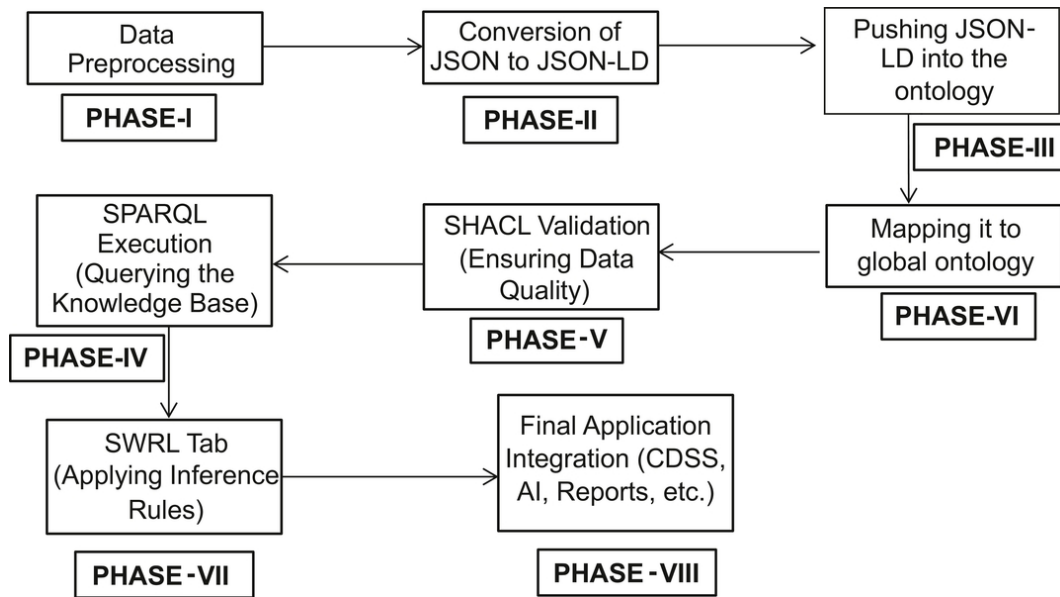 Data
Preprocessing
PHASE-I
Conversion of
JSON to JSON-LD
PHASE-II
Pushing JSON-
LD into the
ontology
PHASE-III
Mapping it to
global ontology
PHASE-VI
SHACL Validation
(Ensuring Data
Quality)
PHASE-V
SPARQL
Execution
(Querying the
Knowledge Base)
PHASE-IV
SWRL Tab
(Applying Inference
Rules)
PHASE-VII
Final Application
Integration (CDSS,
AI, Reports, etc.)
PHASE-VIII